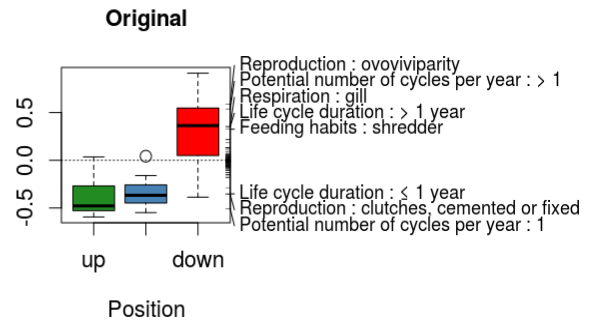 Original
Reproduction : ovoviviparity
Potential number of cycles per year : > 1
Respiration : gill
Life cycle duration : > 1 year
Feeding habits : shredder
Life cycle duration : ≤ 1 year
Reproduction : clutches, cemented or fixed
Potential number of cycles per year : 1
0.5
0.0
-0.5
up
down
Position